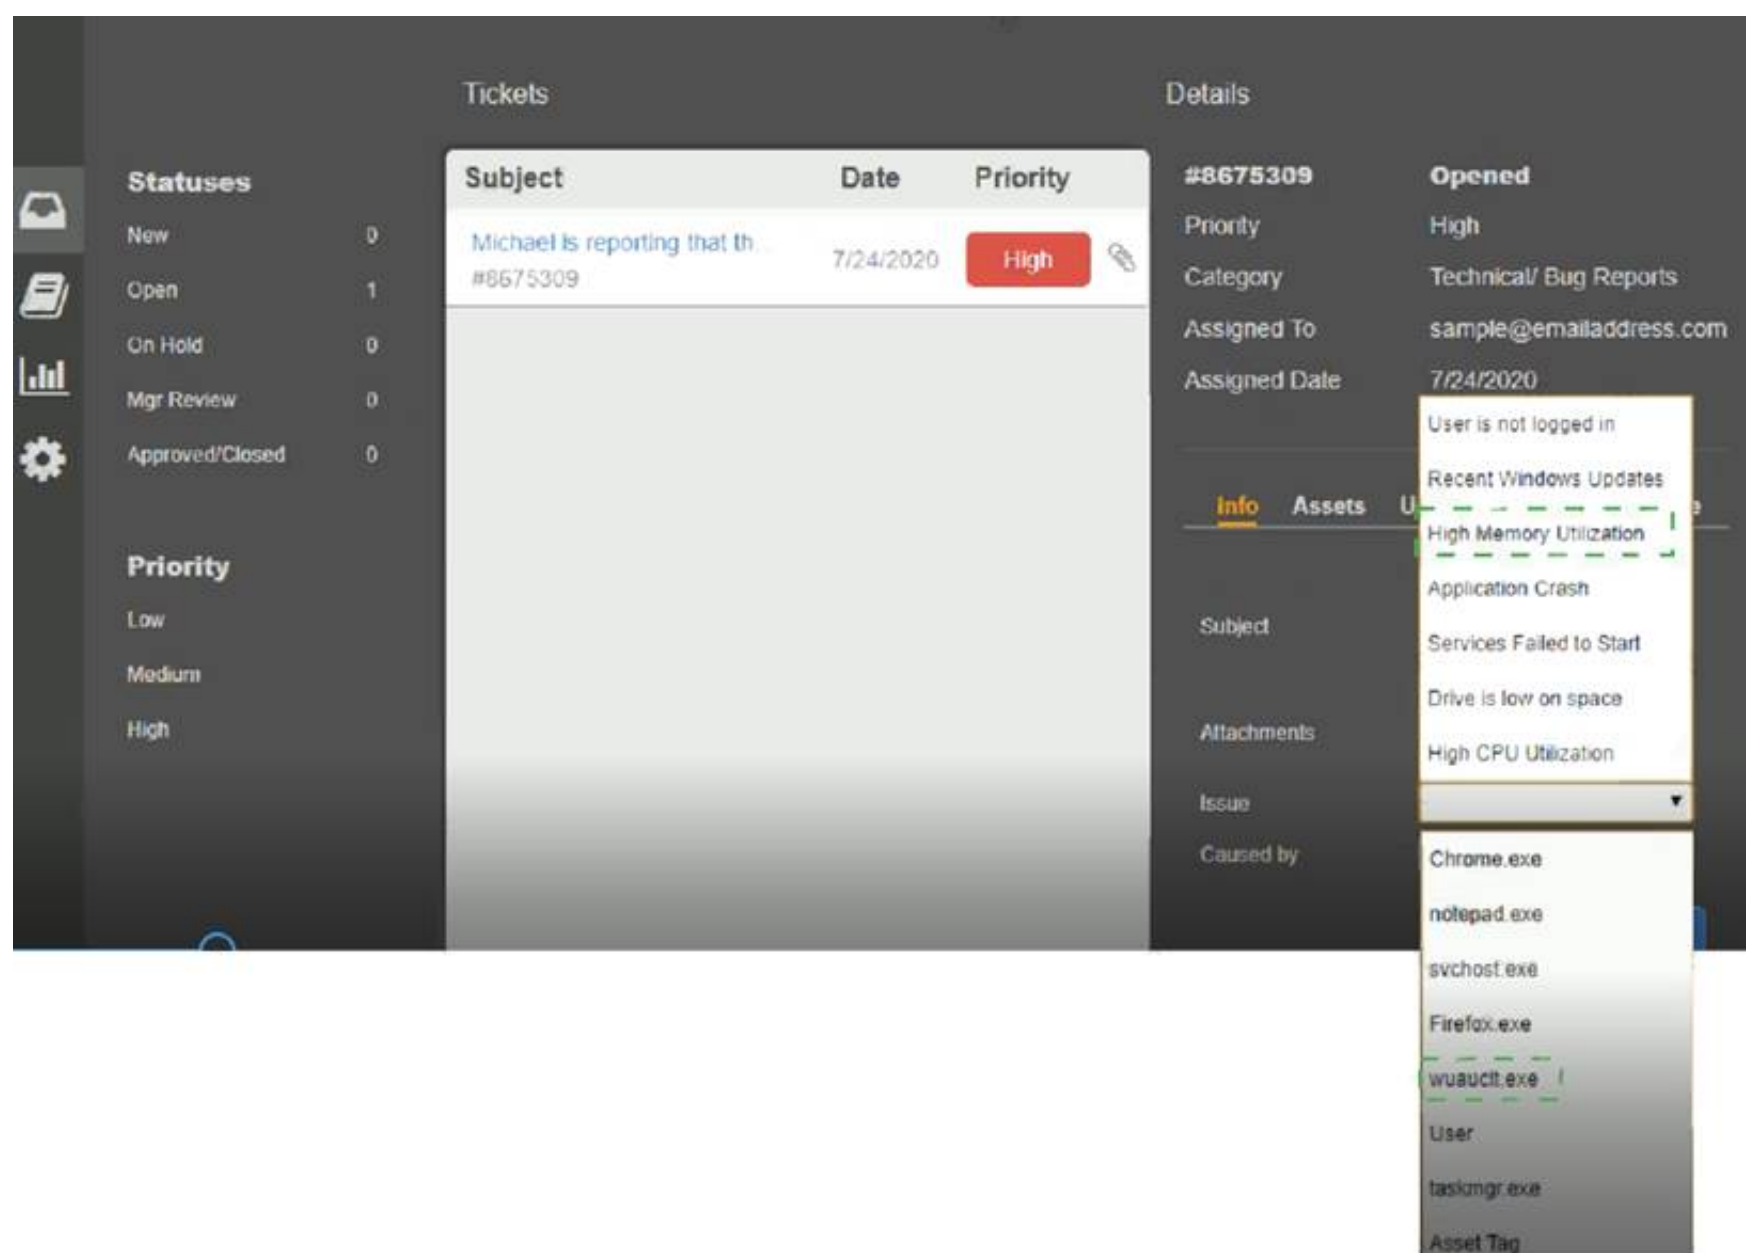 Tickets
Details
Statuses
New 0
Open 1
On Hold 0
Mgr Review 0
Approved/Closed 0
Priority
Low
Medium
High
Subject Date Priority
Michael is reporting that th...
#8675309
7/24/2020 High
#8675309 Opened
Priority High
Category Technical/ Bug Reports
Assigned To sample@emailaddress.com
Assigned Date 7/24/2020
Info Assets
Subject
Attachments
Issue
Caused by
User is not logged in
Recent Windows Updates
High Memory Utilization
Application Crash
Services Failed to Start
Drive is low on space
High CPU Utilization
Chrome.exe
notepad.exe
svchost.exe
Firefox.exe
wuauclt.exe
User
taskmgr.exe
Asset Tag